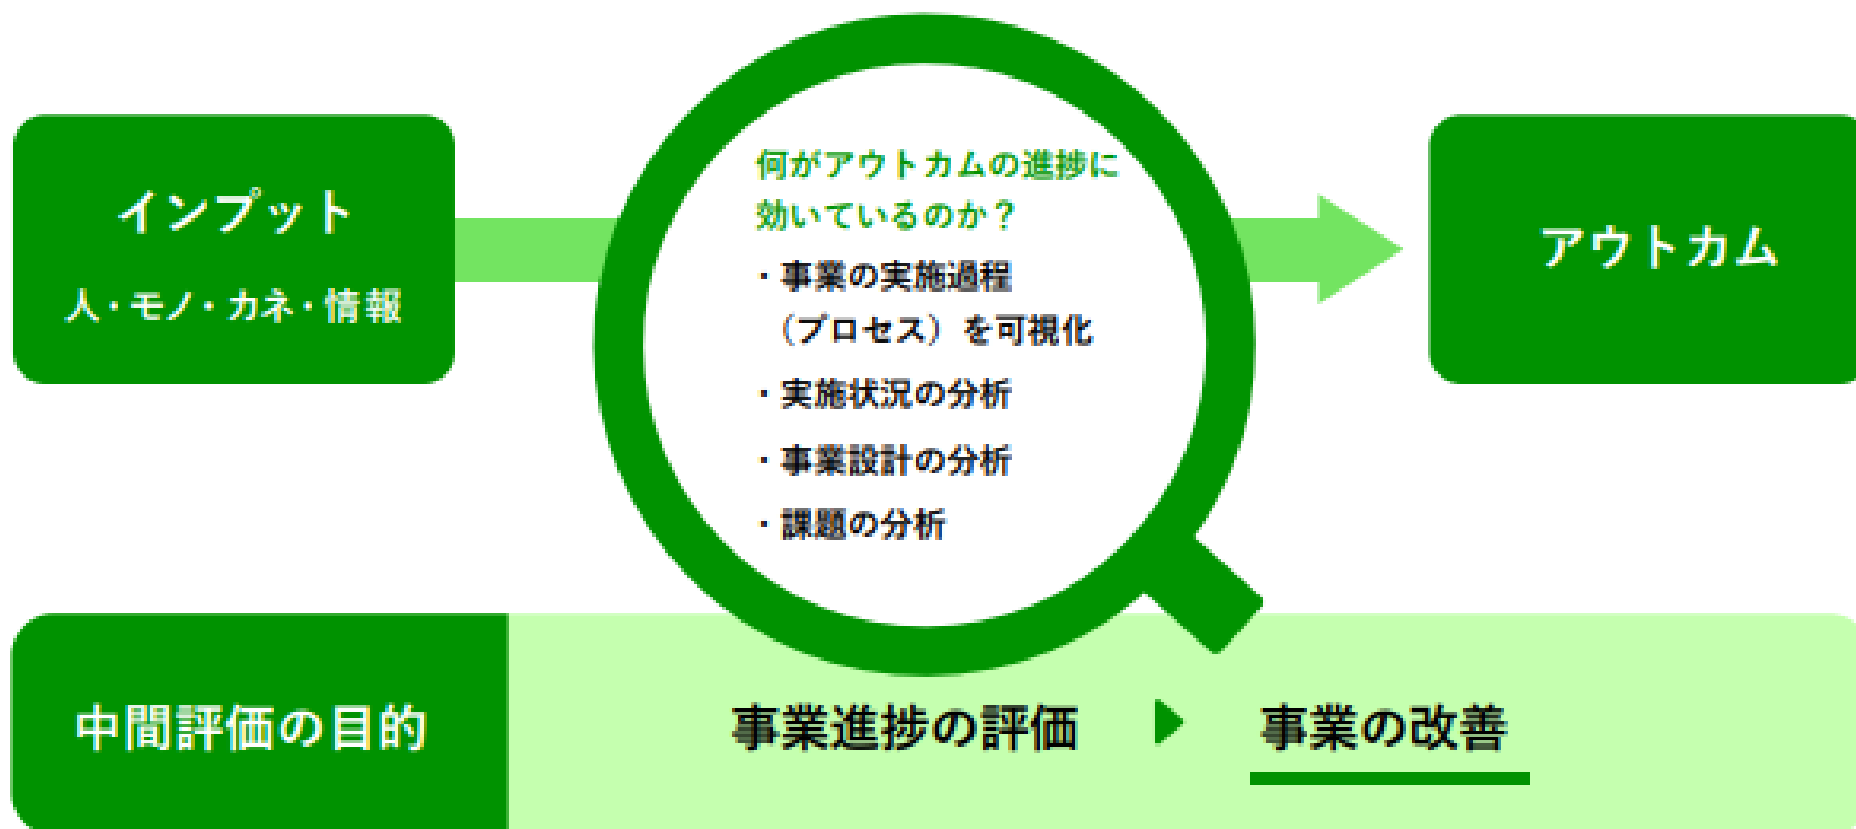 インプット
人・モノ・カネ・情報
何がアウトカムの進捗に
効いているのか？
・事業の実施過程
（プロセス）を可視化
・実施状況の分析
・事業設計の分析
・課題の分析
アウトカム
中間評価の目的
事業進捗の評価
事業の改善